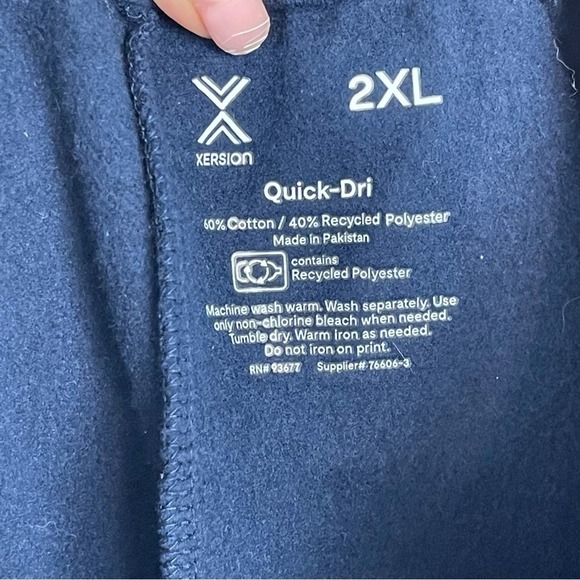 2XL
XERSION
Quick-Dri
60% Cotton / 40% Recycled Polyester
Made in Pakistan
contains
Recycled Polyester
Machine wash warm. Wash separately. Use
only non-chlorine bleach when needed.
Tumble dry. Warm iron as needed.
Do not iron on print.
RN# 93677 Supplier# 76606-3